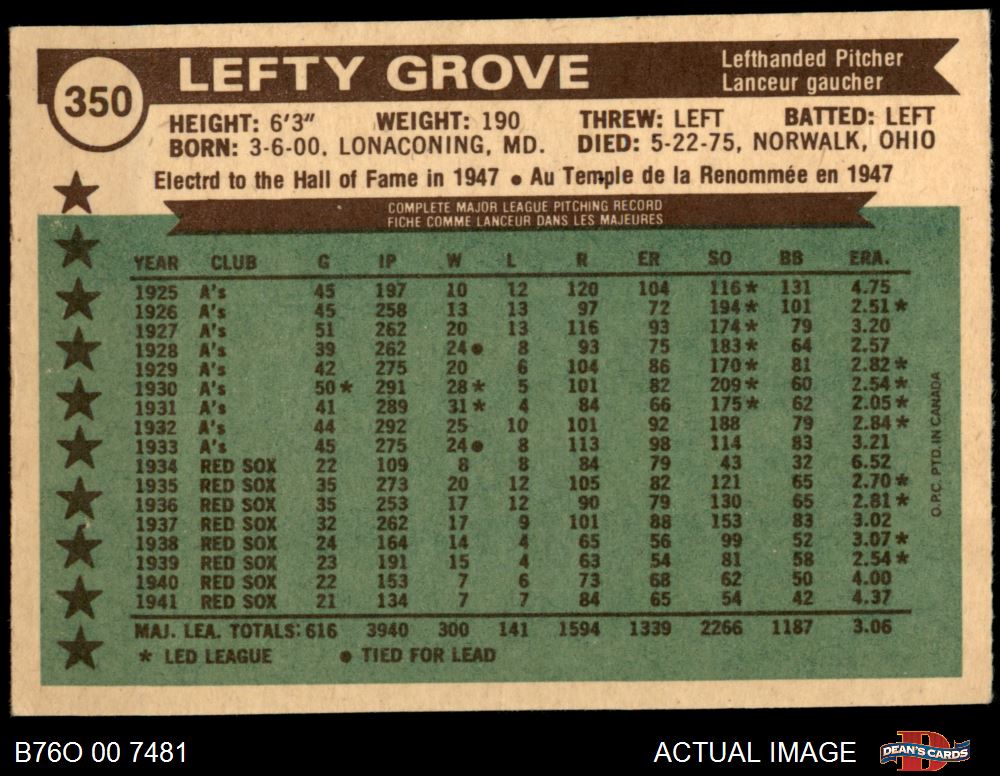 350
LEFTY GROVE
Lefthanded Pitcher
Lanceur gaucher
HEIGHT: 6'3" WEIGHT: 190 THREW: LEFT BATTED: LEFT
BORN: 3-6-00, LONACONING, MD. DIED: 5-22-75, NORWALK, OHIO
Electrd to the Hall of Fame in 1947 ● Au Temple de la Renommée en 1947
COMPLETE MAJOR LEAGUE PITCHING RECORD
FICHE COMME LANCEUR DANS LES MAJEURES
YEAR CLUB G IP W L R ER SO BB ERA.
1925 A's 45 197 10 12 120 104 116* 131 4.75
1926 A's 45 258 13 13 97 72 194* 101 2.51*
1927 A's 51 262 20 13 116 93 174* 79 3.20
1928 A's 39 262 24● 8 93 75 183* 64 2.57
1929 A's 42 275 20 6 104 86 170* 81 2.82*
1930 A's 50* 291 28* 5 101 82 209* 60 2.54*
1931 A's 41 289 31* 4 84 66 175* 62 2.05*
1932 A's 44 292 25 10 101 92 188 79 2.84*
1933 A's 45 275 24● 8 113 98 114 83 3.21
1934 RED SOX 22 109 8 8 84 79 43 32 6.52
1935 RED SOX 35 273 20 12 105 82 121 65 2.70*
1936 RED SOX 35 253 17 12 90 79 130 65 2.81*
1937 RED SOX 32 262 17 9 101 88 153 83 3.02
1938 RED SOX 24 164 14 4 65 56 99 52 3.07*
1939 RED SOX 23 191 15 4 63 54 81 58 2.54*
1940 RED SOX 22 153 7 6 73 68 62 50 4.00
1941 RED SOX 21 134 7 7 84 65 54 42 4.37
MAJ. LEA. TOTALS: 616 3940 300 141 1594 1339 2266 1187 3.06
* LED LEAGUE ● TIED FOR LEAD
O.P.C. PTD. IN CANADA
B76O 00 7481
ACTUAL IMAGE
D
DEAN'S CARDS